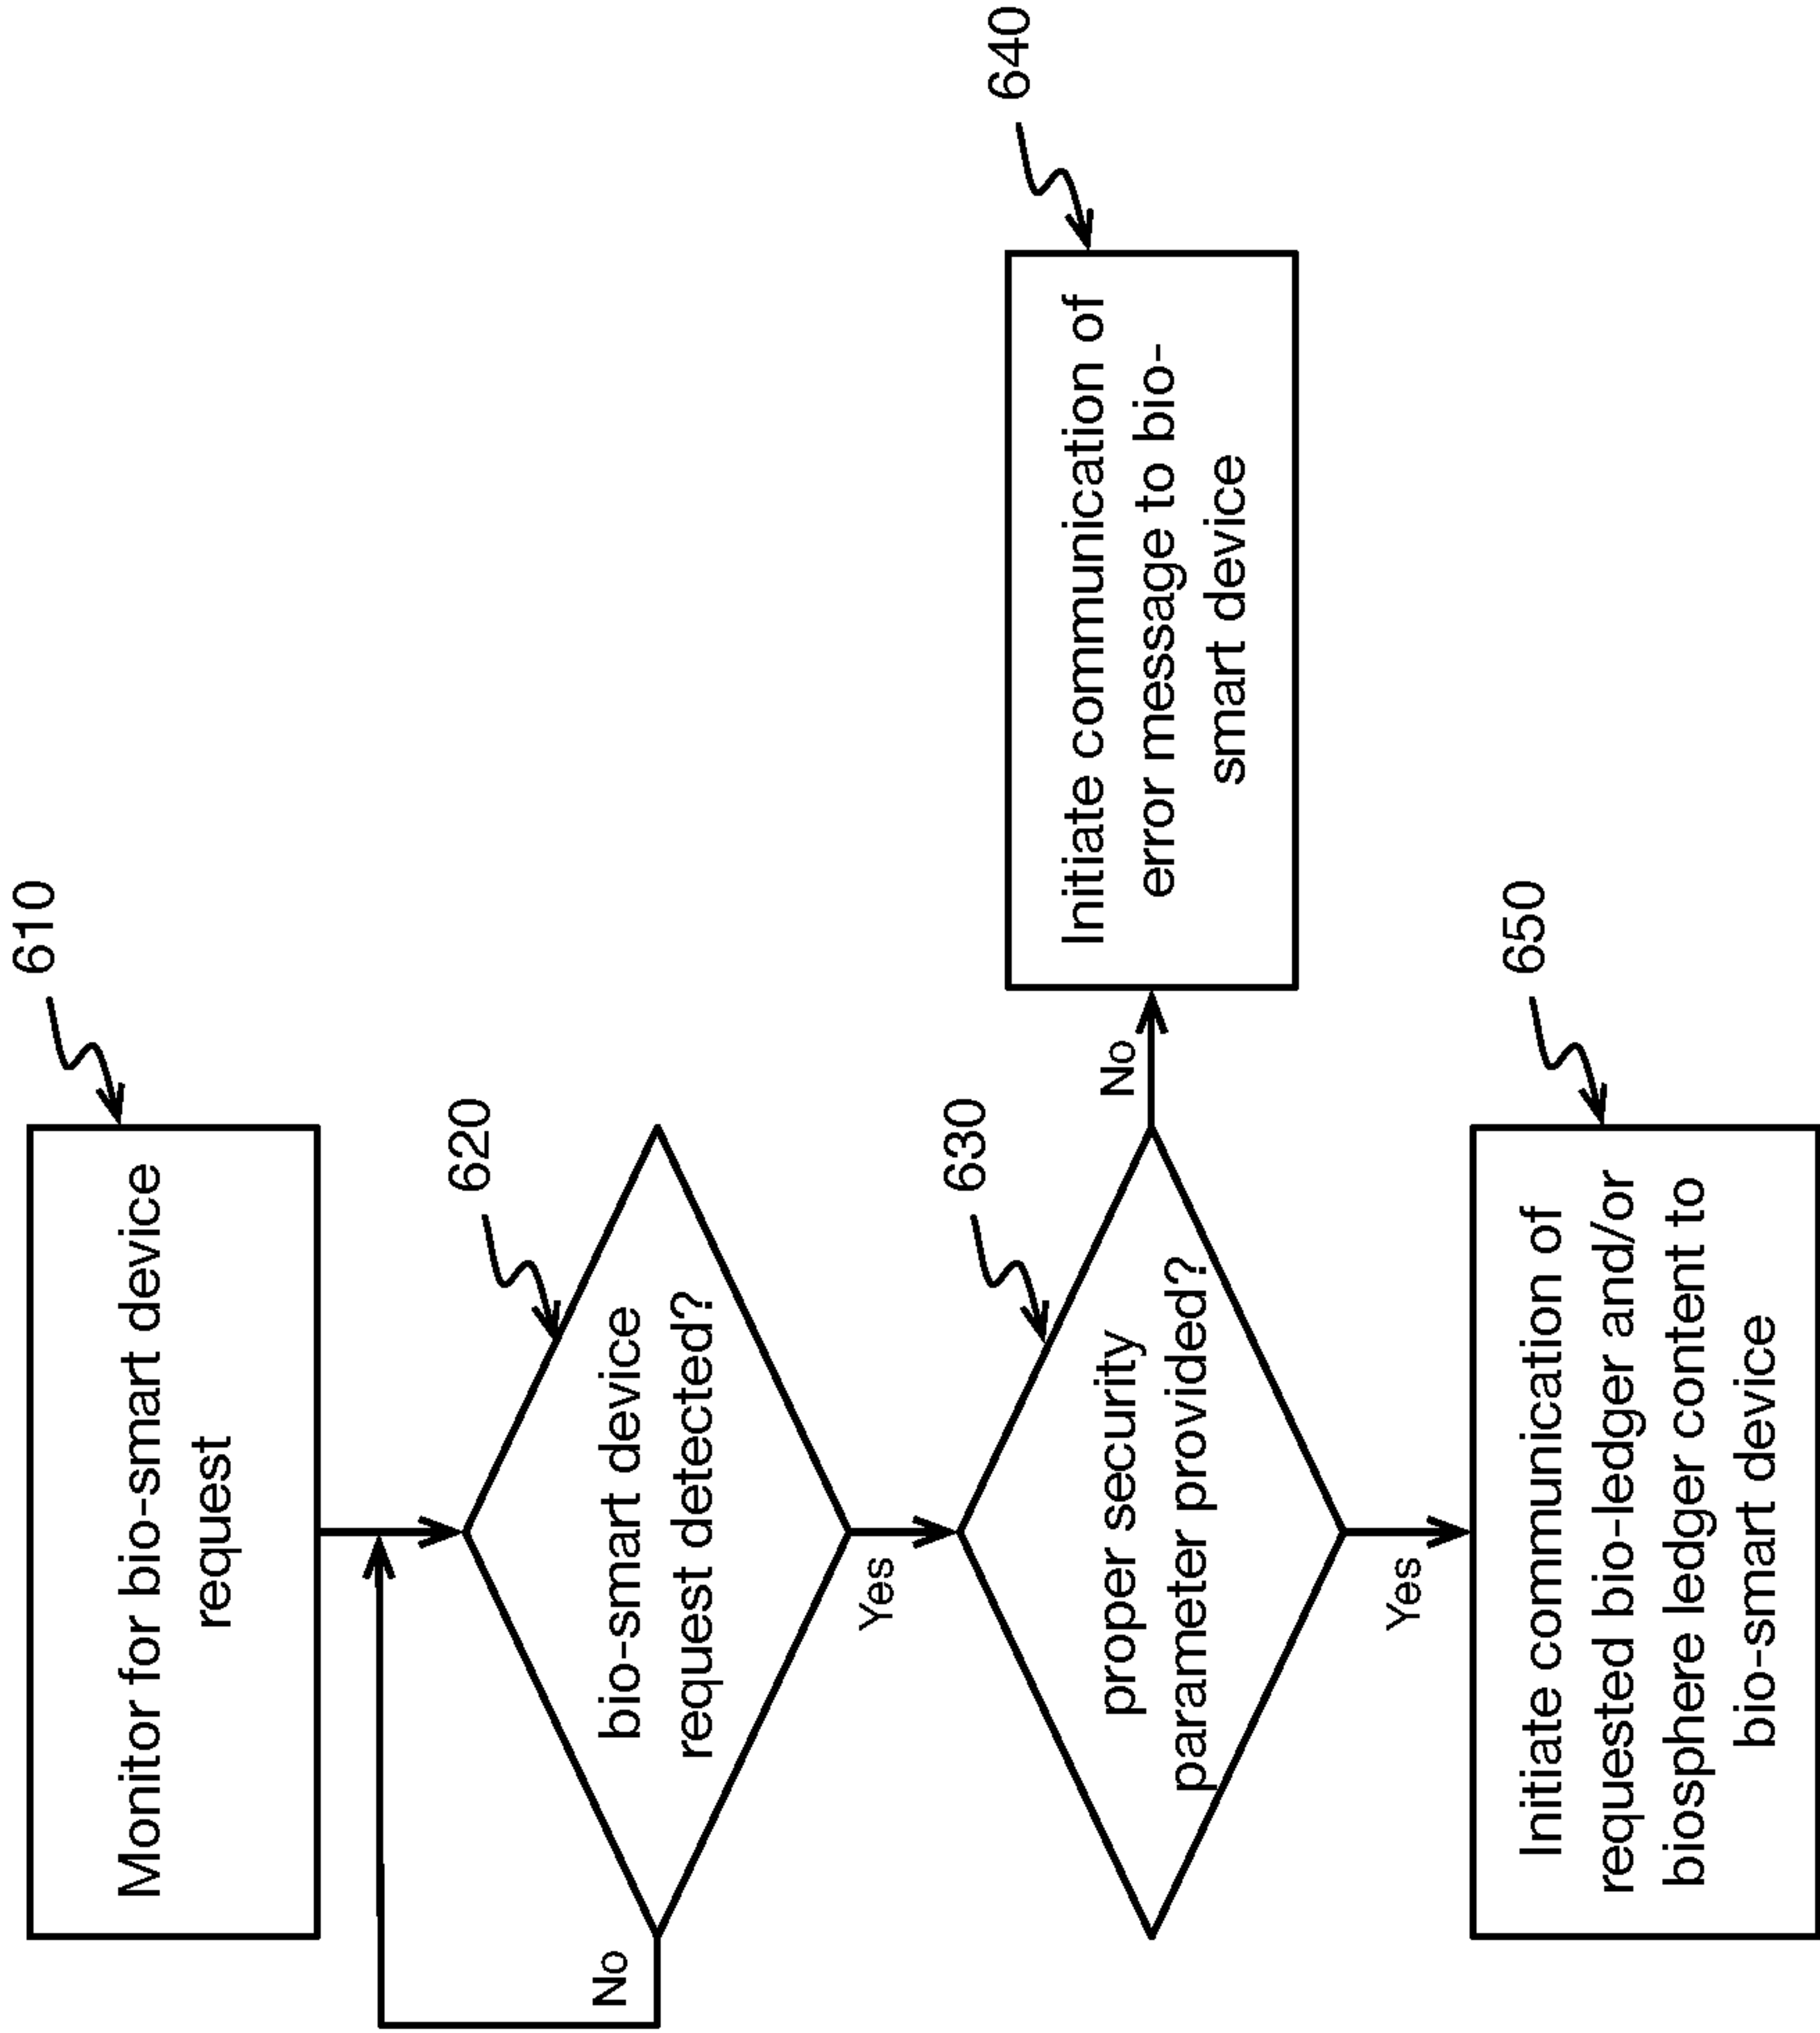 610
Monitor for bio-smart device
request
620
bio-smart device
request detected?
No
Yes
630
proper security
parameter provided?
No
640
Initiate communication of
error message to bio-
smart device
Yes
650
Initiate communication of
requested bio-ledger and/or
biosphere ledger content to
bio-smart device